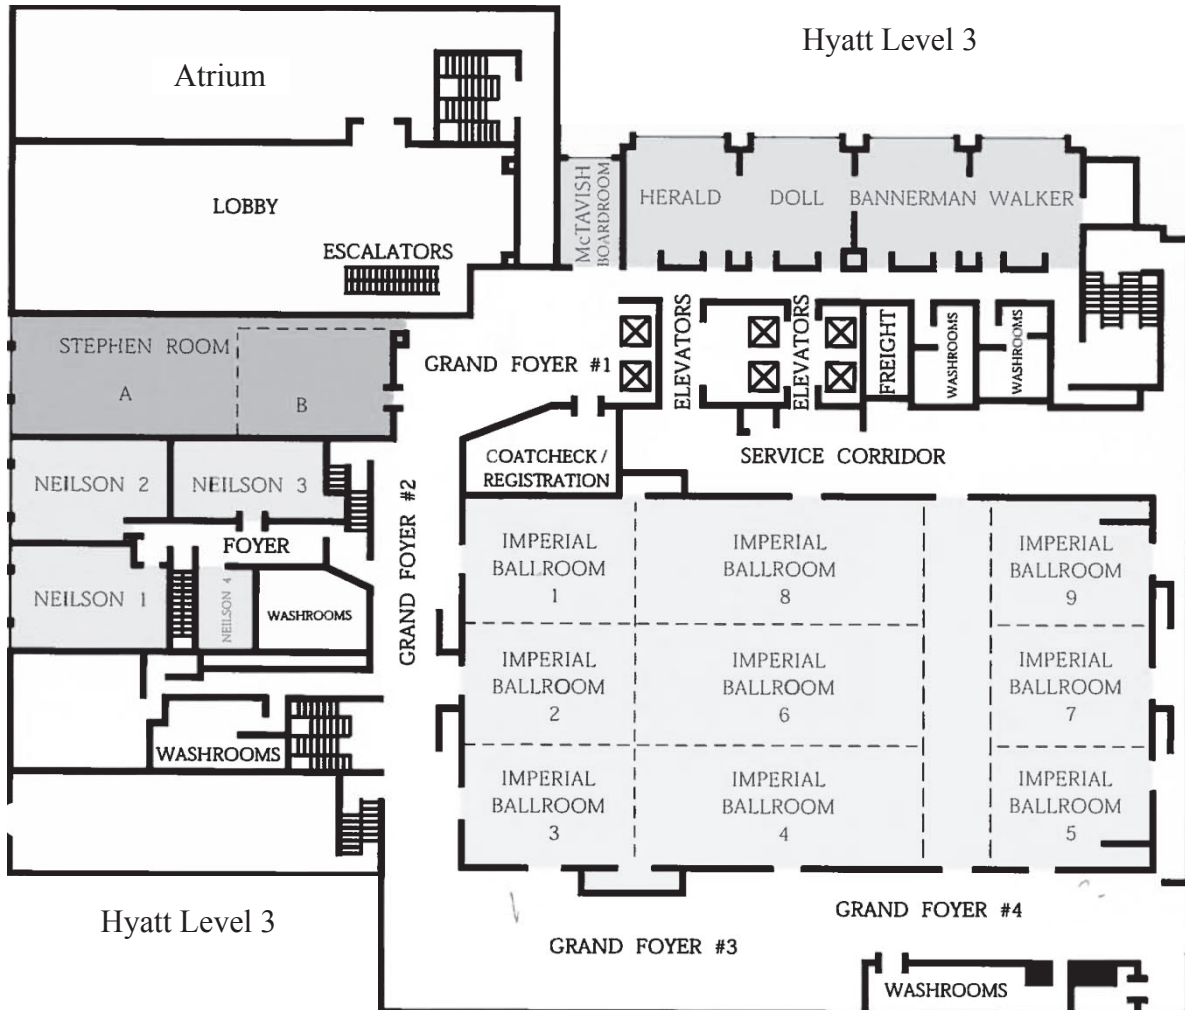 Hyatt Level 3
Atrium
LOBBY
ESCALATORS
McTAVISH
BOARDROOM
HERALD
DOLL
BANNERMAN
WALKER
STEPHEN ROOM
A
B
GRAND FOYER #1
ELEVATORS
ELEVATORS
FREIGHT
WASHROOMS
WASHROOMS
COATCHECK /
REGISTRATION
SERVICE CORRIDOR
NEILSON 2
NEILSON 3
FOYER
GRAND FOYER #2
NEILSON 1
NEILSON 4
WASHROOMS
WASHROOMS
IMPERIAL
BALLROOM
1
IMPERIAL
BALLROOM
8
IMPERIAL
BALLROOM
9
IMPERIAL
BALLROOM
2
IMPERIAL
BALLROOM
6
IMPERIAL
BALLROOM
7
IMPERIAL
BALLROOM
3
IMPERIAL
BALLROOM
4
IMPERIAL
BALLROOM
5
Hyatt Level 3
GRAND FOYER #4
GRAND FOYER #3
WASHROOMS